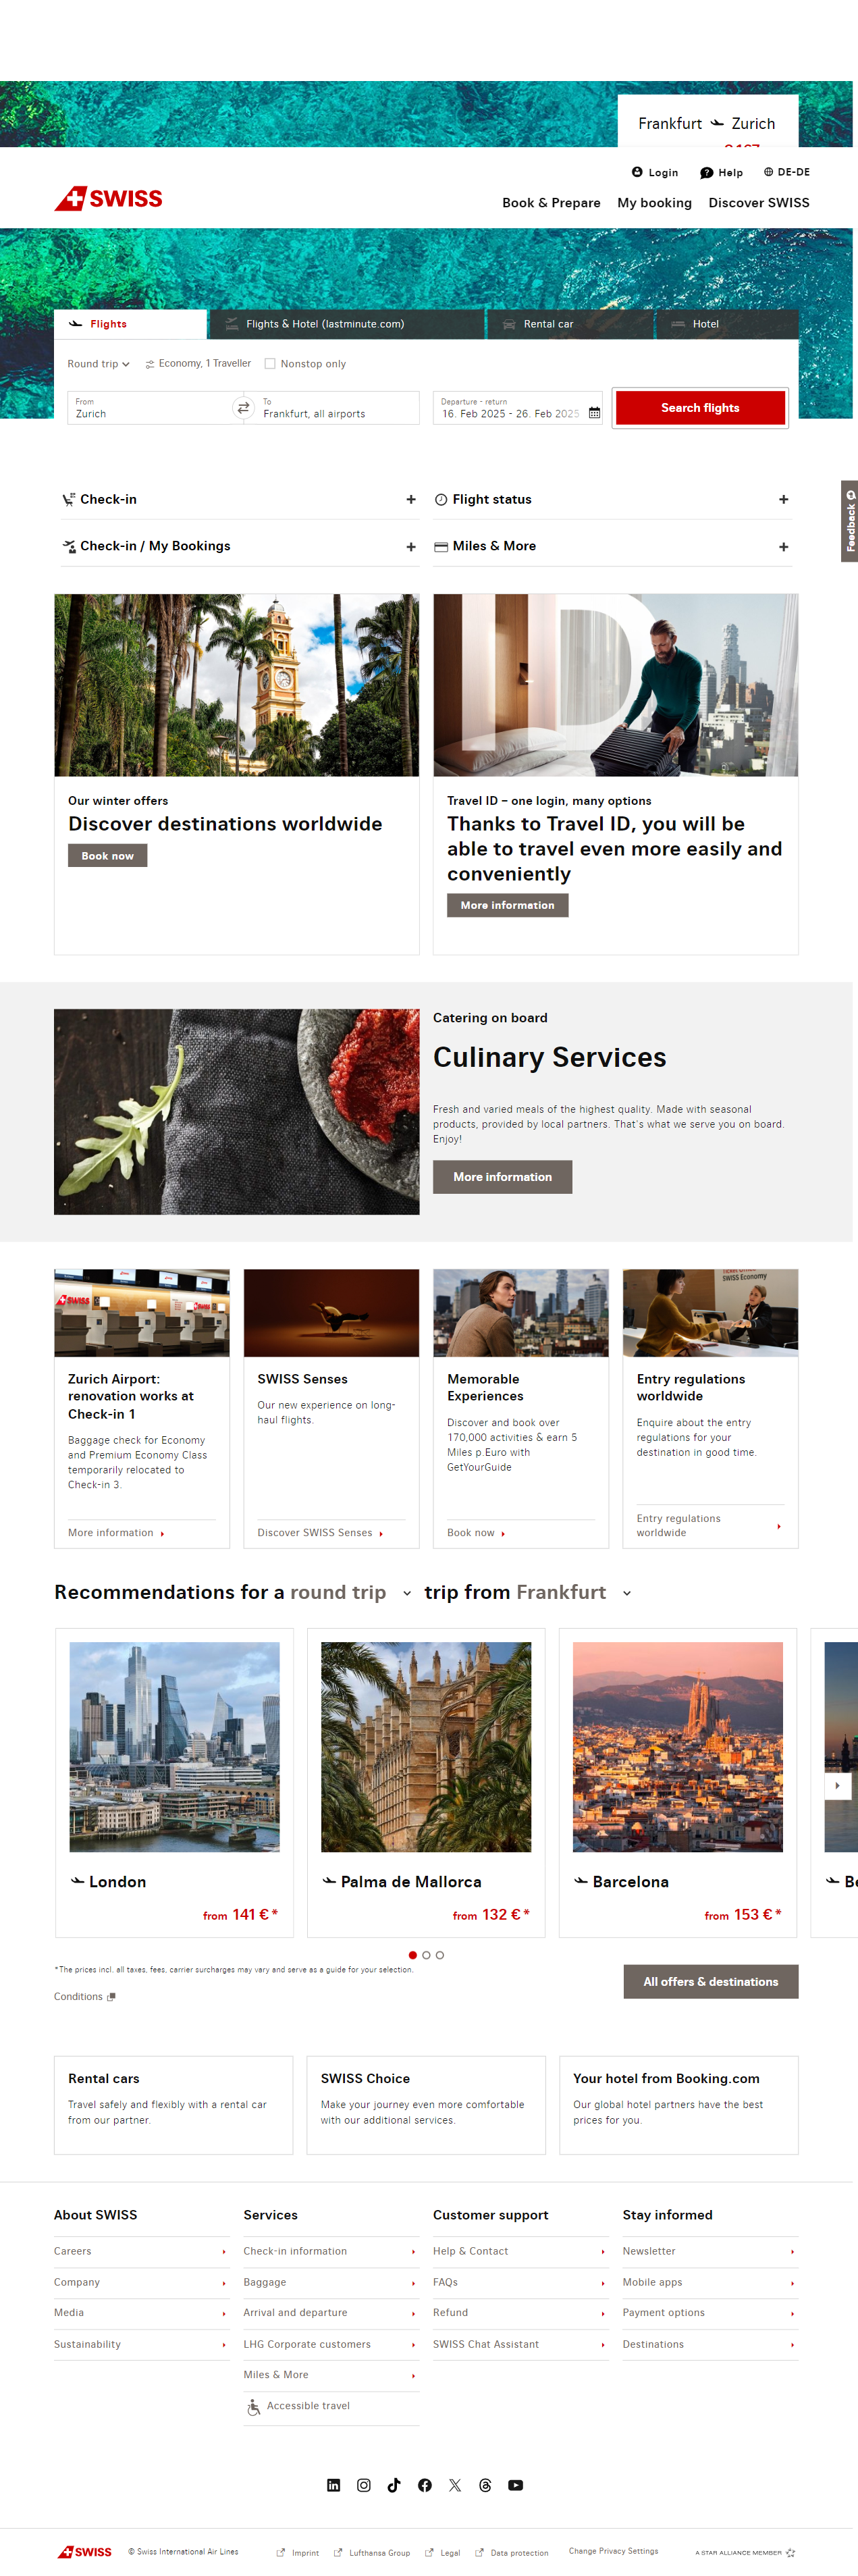 Frankfurt Zurich
Login Help DE-DE
SWISS
Book & Prepare My booking Discover SWISS
Flights Flights & Hotel (lastminute.com) Rental car Hotel
Round trip Economy, 1 Traveller Nonstop only
From To Departure - return
Zurich Frankfurt, all airports 16. Feb 2025 - 26. Feb 2025 Search flights
Check-in Flight status
Feedback
Check-in / My Bookings Miles & More
Our winter offers
Discover destinations worldwide
Book now
Travel ID – one login, many options
Thanks to Travel ID, you will be
able to travel even more easily and
conveniently
More information
Catering on board
Culinary Services
Fresh and varied meals of the highest quality. Made with seasonal
products, provided by local partners. That's what we serve you on board.
Enjoy!
More information
SWISS
SWISS Economy
Zurich Airport:
renovation works at
Check-in 1
Baggage check for Economy
and Premium Economy Class
temporarily relocated to
Check-in 3.
More information
SWISS Senses
Our new experience on long-
haul flights.
Discover SWISS Senses
Memorable
Experiences
Discover and book over
170,000 activities & earn 5
Miles p.Euro with
GetYourGuide
Book now
Entry regulations
worldwide
Enquire about the entry
regulations for your
destination in good time.
Entry regulations
worldwide
Recommendations for a round trip trip from Frankfurt
London
from 141 € *
Palma de Mallorca
from 132 € *
Barcelona
from 153 € *
Be
*The prices incl. all taxes, fees, carrier surcharges may vary and serve as a guide for your selection.
Conditions
All offers & destinations
Rental cars
Travel safely and flexibly with a rental car
from our partner.
SWISS Choice
Make your journey even more comfortable
with our additional services.
Your hotel from Booking.com
Our global hotel partners have the best
prices for you.
About SWISS
Careers
Company
Media
Sustainability
Services
Check-in information
Baggage
Arrival and departure
LHG Corporate customers
Miles & More
Accessible travel
Customer support
Help & Contact
FAQs
Refund
SWISS Chat Assistant
Stay informed
Newsletter
Mobile apps
Payment options
Destinations
SWISS © Swiss International Air Lines Imprint Lufthansa Group Legal Data protection Change Privacy Settings A STAR ALLIANCE MEMBER